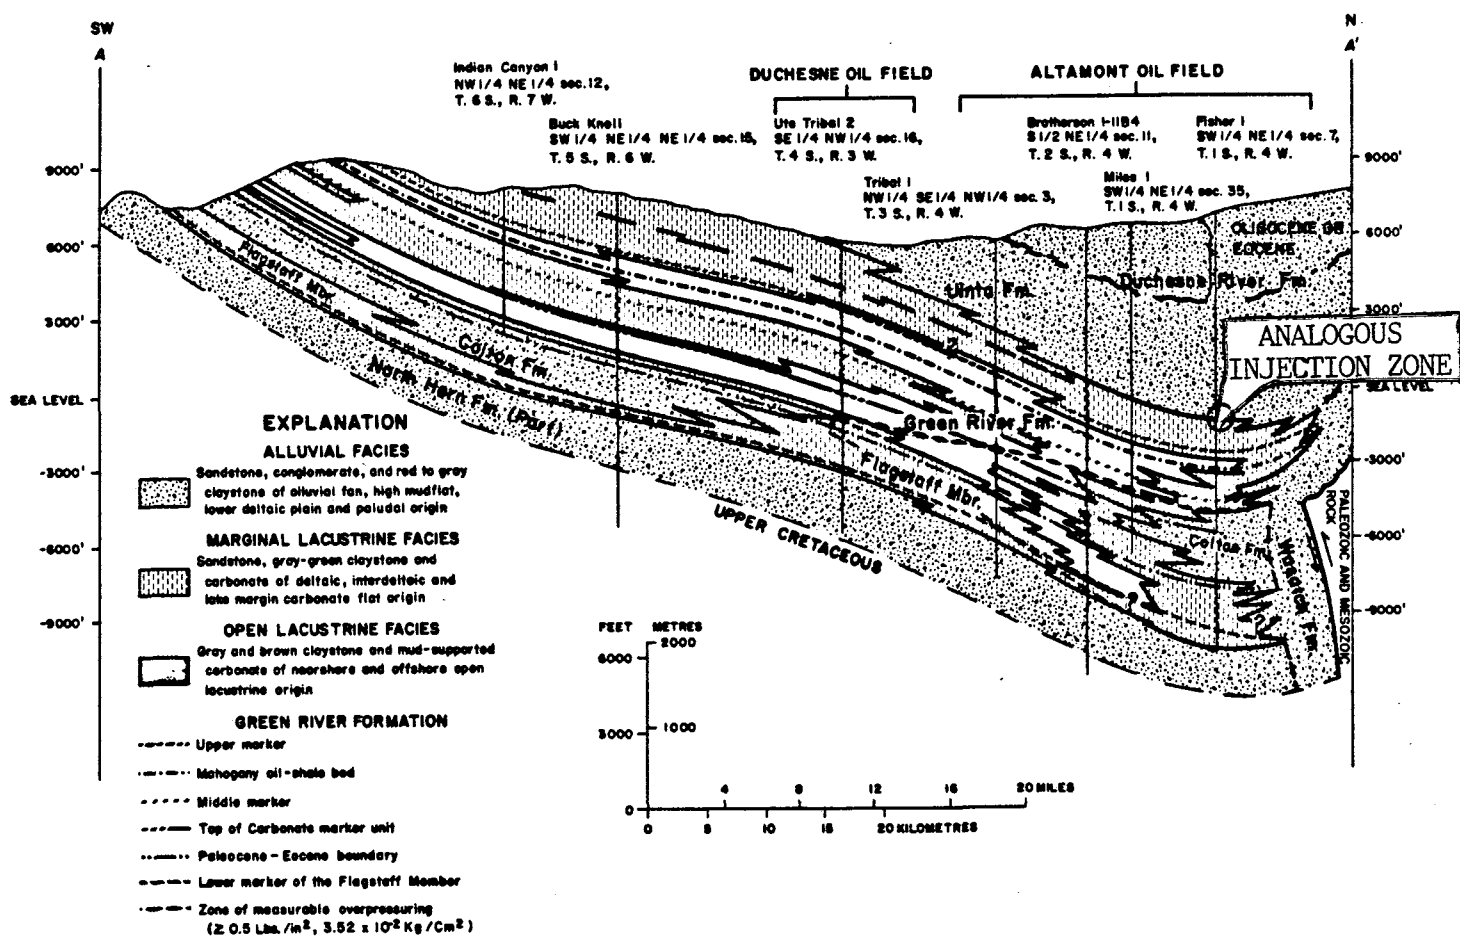 SW
A
N
A'
Indian Canyon 1
NW 1/4 NE 1/4 sec. 12,
T. 6 S., R. 7 W.
Buck Knoll
SW 1/4 NE 1/4 NE 1/4 sec. 15,
T. 5 S., R. 6 W.
DUCHESNE OIL FIELD
Ute Tribal 2
SE 1/4 NW 1/4 sec. 16,
T. 4 S., R. 3 W.
Tribal 1
NW 1/4 SE 1/4 NW 1/4 sec. 3,
T. 3 S., R. 4 W.
ALTAMONT OIL FIELD
Brotherson 1-11B4
S 1/2 NE 1/4 sec. 11,
T. 2 S., R. 4 W.
Fisher 1
SW 1/4 NE 1/4 sec. 7,
T. 1 S., R. 4 W.
Miles 1
SW 1/4 NE 1/4 sec. 35,
T. 1 S., R. 4 W.
9000'
6000'
3000'
SEA LEVEL
-3000'
-6000'
-9000'
9000'
6000'
3000'
SEA LEVEL
-3000'
-6000'
-9000'
OLIGOCENE OR
EOCENE
Duchesne River Fm.
Uinta Fm.
ANALOGOUS
INJECTION ZONE
Flagstaff Mbr.
Colton Fm.
North Horn Fm. (Part)
Green River Fm.
Flagstaff Mbr.
UPPER CRETACEOUS
Colton Fm.
Wasatch Fm.
PALEOZOIC AND MESOZOIC
ROCK
EXPLANATION
ALLUVIAL FACIES
Sandstone, conglomerate, and red to gray
claystone of alluvial fan, high mudflat,
lower deltaic plain and paludal origin
MARGINAL LACUSTRINE FACIES
Sandstone, gray-green claystone and
carbonate of deltaic, interdeltaic and
lake margin carbonate flat origin
OPEN LACUSTRINE FACIES
Gray and brown claystone and mud-supported
carbonate of nearshore and offshore open
lacustrine origin
GREEN RIVER FORMATION
Upper marker
Mahogany oil-shale bed
Middle marker
Top of Carbonate marker unit
Paleocene - Eocene boundary
Lower marker of the Flagstaff Member
Zone of measurable overpressuring
(≥ 0.5 Lbs./in², 3.52 x 10⁻² Kg/Cm²)
FEET METRES
2000
6000
3000
1000
0
4 8 12 16 20 MILES
0 5 10 15 20 KILOMETRES